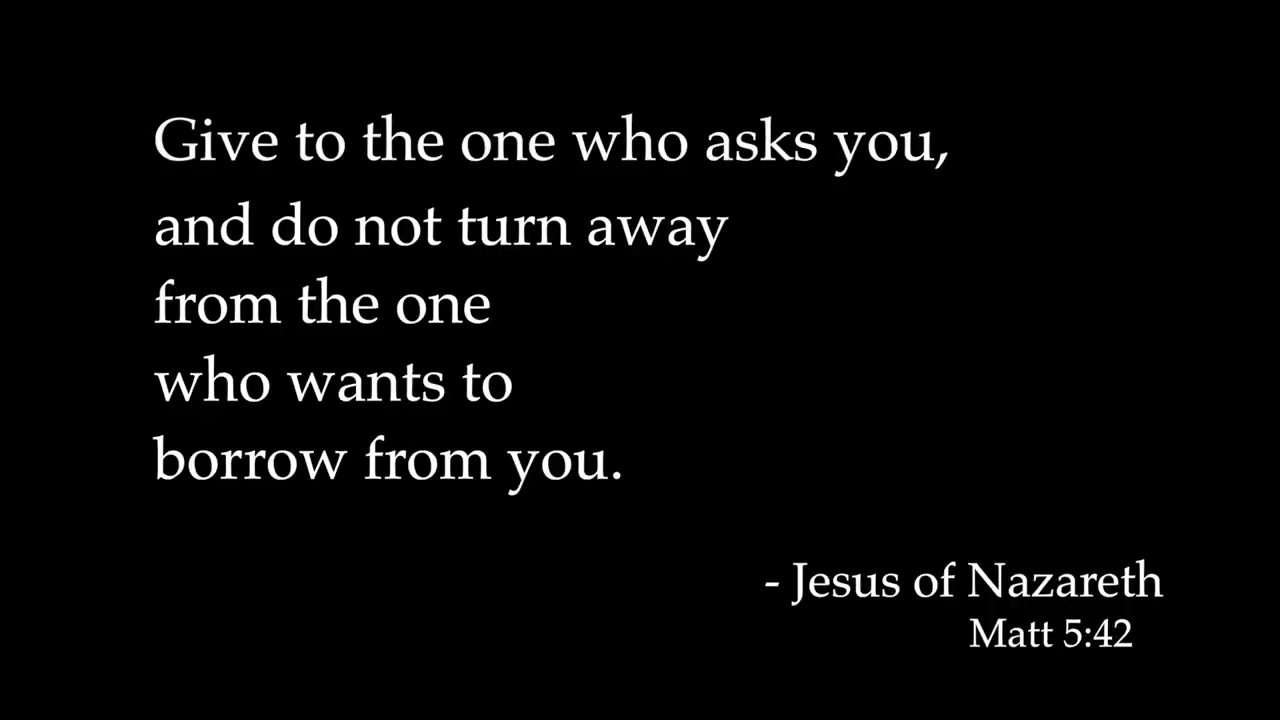 Give to the one who asks you,
and do not turn away
from the one
who wants to
borrow from you.
- Jesus of Nazareth
Matt 5:42